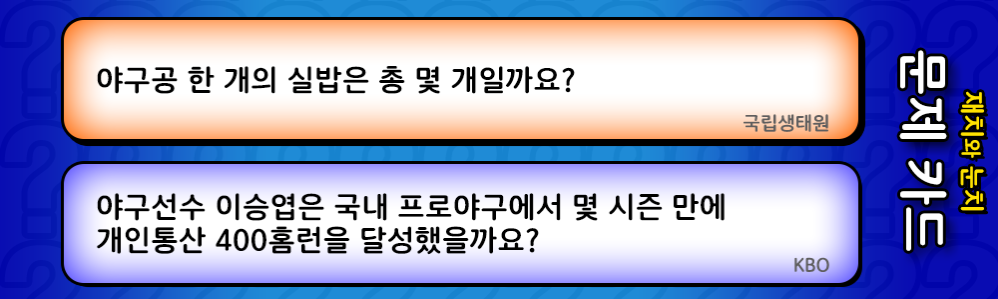 야구공 한 개의 실밥은 총 몇 개일까요?
국립생태원
야구선수 이승엽은 국내 프로야구에서 몇 시즌 만에
개인통산 400홈런을 달성했을까요?
KBO
재치와 눈치
문제 카드